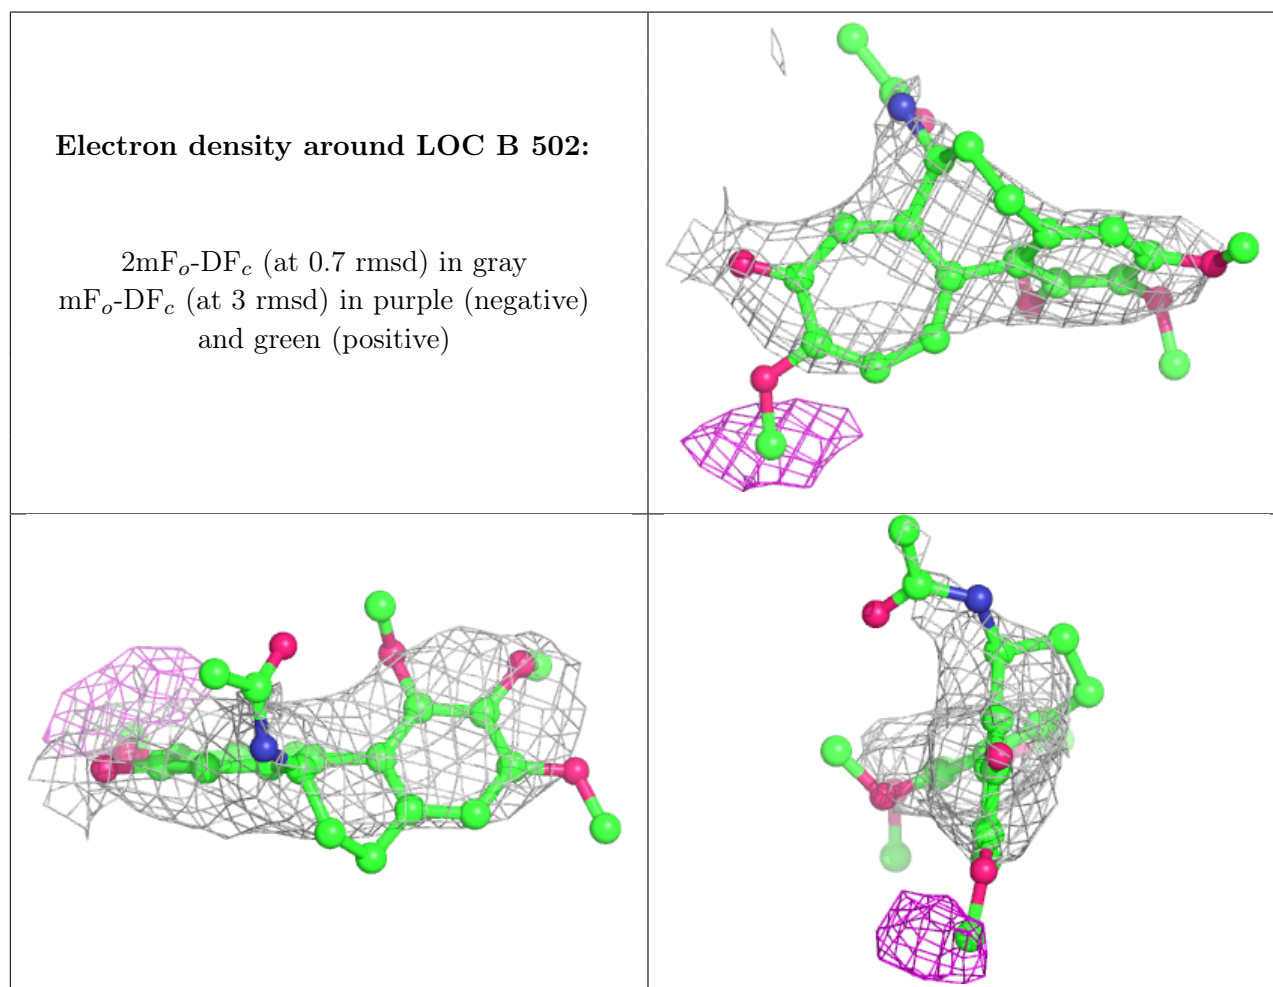 Electron density around LOC B 502:
2mFo-DFc (at 0.7 rmsd) in gray
mFo-DFc (at 3 rmsd) in purple (negative)
and green (positive)